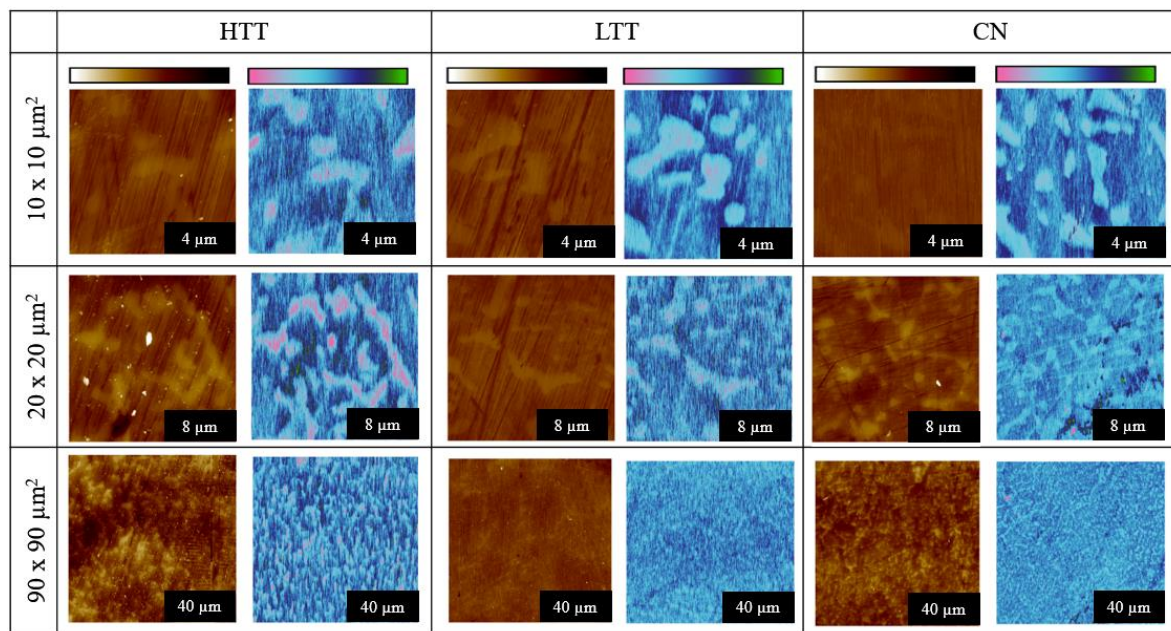 HTT LTT CN
10 x 10 µm²
4 µm 4 µm 4 µm 4 µm 4 µm 4 µm
20 x 20 µm²
8 µm 8 µm 8 µm 8 µm 8 µm 8 µm
90 x 90 µm²
40 µm 40 µm 40 µm 40 µm 40 µm 40 µm